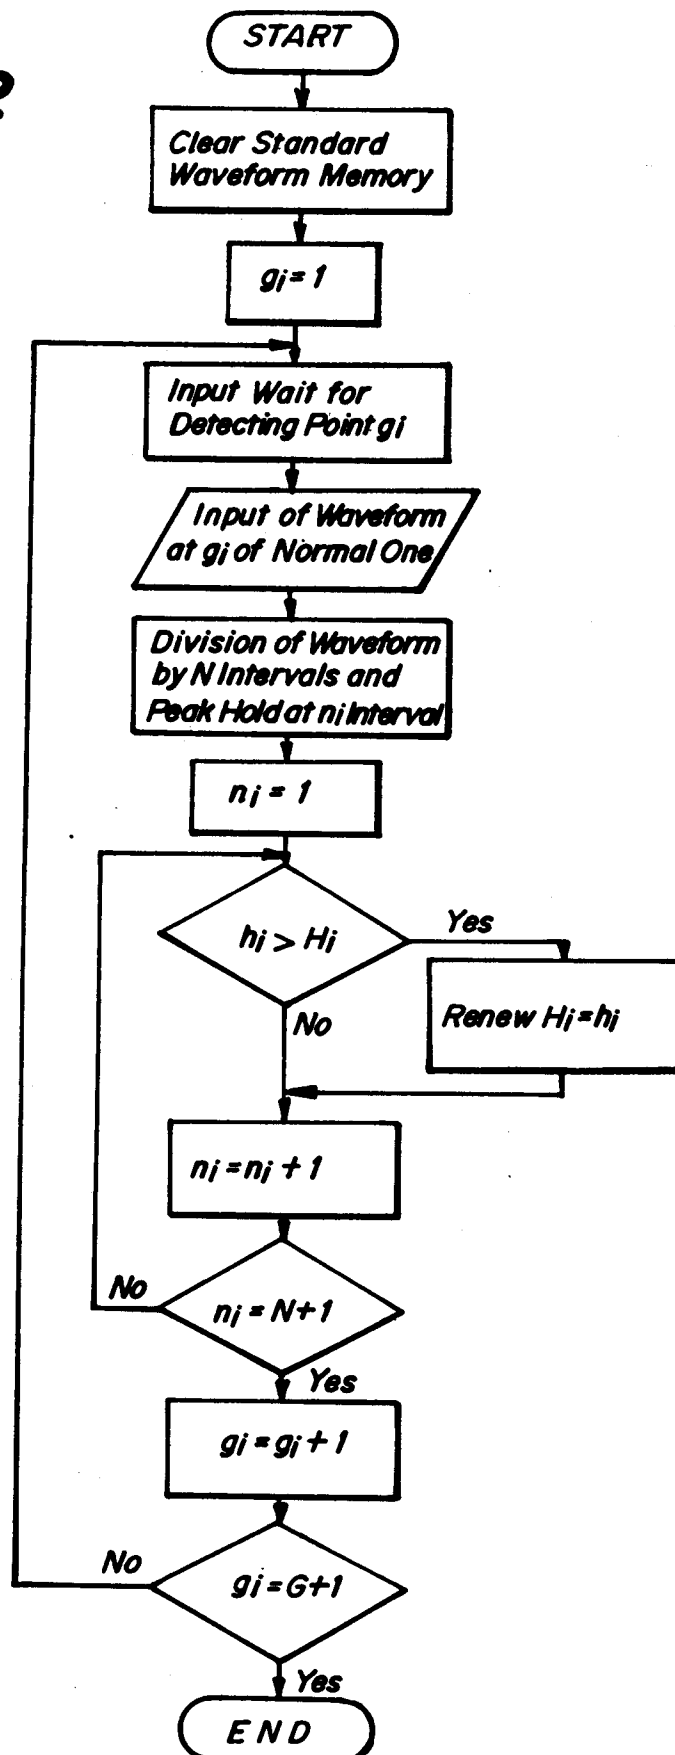 START
Clear Standard
Waveform Memory
gi = 1
Input Wait for
Detecting Point gi
Input of Waveform
at gi of Normal One
Division of Waveform
by N Intervals and
Peak Hold at ni Interval
ni = 1
hi > Hi
Yes
Renew Hi = hi
No
ni = ni + 1
No
ni = N+1
Yes
gi = gi + 1
No
gi = G+1
Yes
END